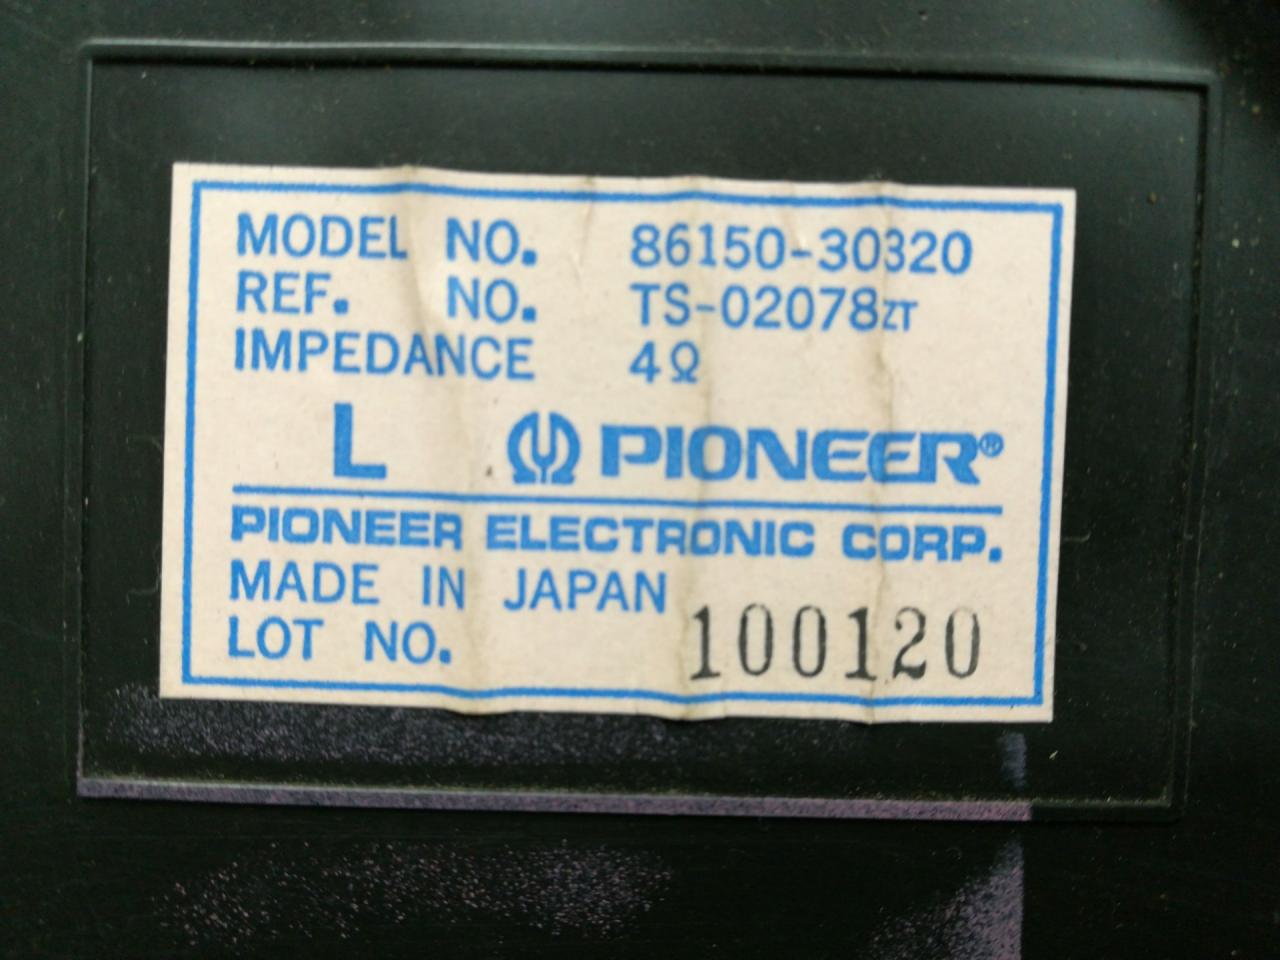 MODEL NO. 86150-30320
REF. NO. TS-02078ZT
IMPEDANCE 4Ω
L PIONEER®
PIONEER ELECTRONIC CORP.
MADE IN JAPAN
LOT NO. 100120